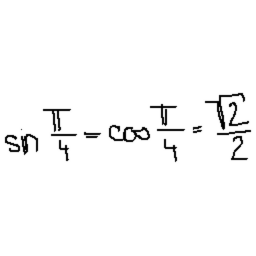 sin π/4 = cos π/4 = √2/2